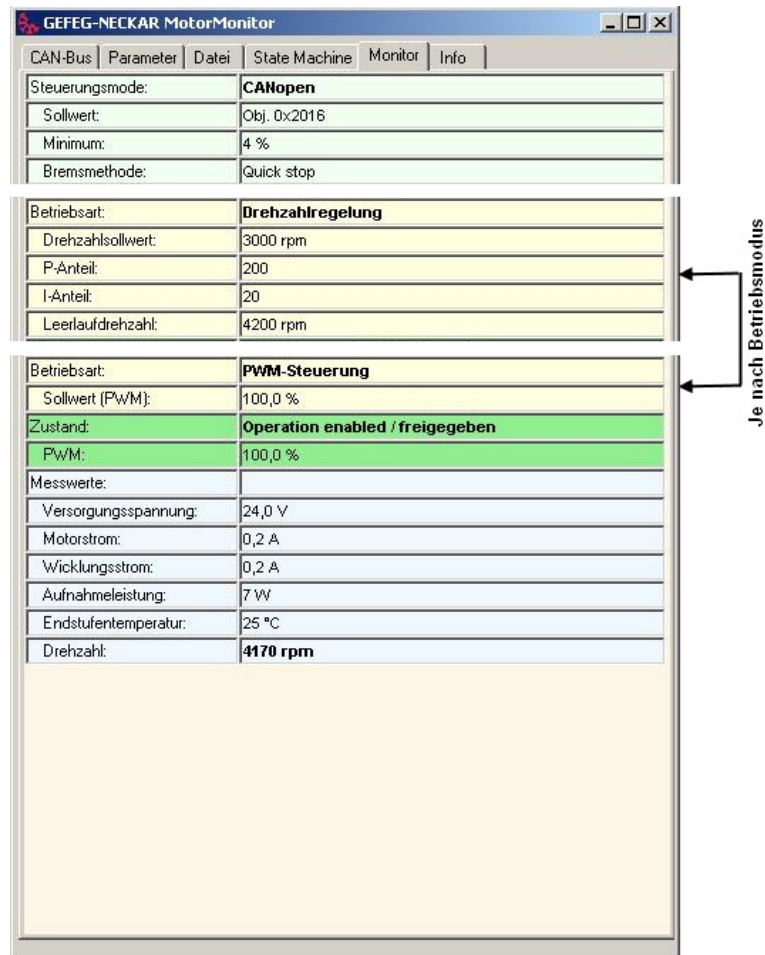 GEFEG-NECKAR MotorMonitor
CAN-Bus Parameter Datei State Machine Monitor Info
Steuerungsmode: CANopen
Sollwert: Obj. 0x2016
Minimum: 4 %
Bremsmethode: Quick stop
Betriebsart: Drehzahlregelung
Drehzahlsollwert: 3000 rpm
P-Anteil: 200
I-Anteil: 20
Leerlaufdrehzahl: 4200 rpm
Betriebsart: PWM-Steuerung
Sollwert (PWM): 100,0 %
Zustand: Operation enabled / freigegeben
PWM: 100,0 %
Messwerte:
Versorgungsspannung: 24,0 V
Motorstrom: 0,2 A
Wicklungsstrom: 0,2 A
Aufnahmeleistung: 7 W
Endstufentemperatur: 25 °C
Drehzahl: 4170 rpm
Je nach Betriebsmodus